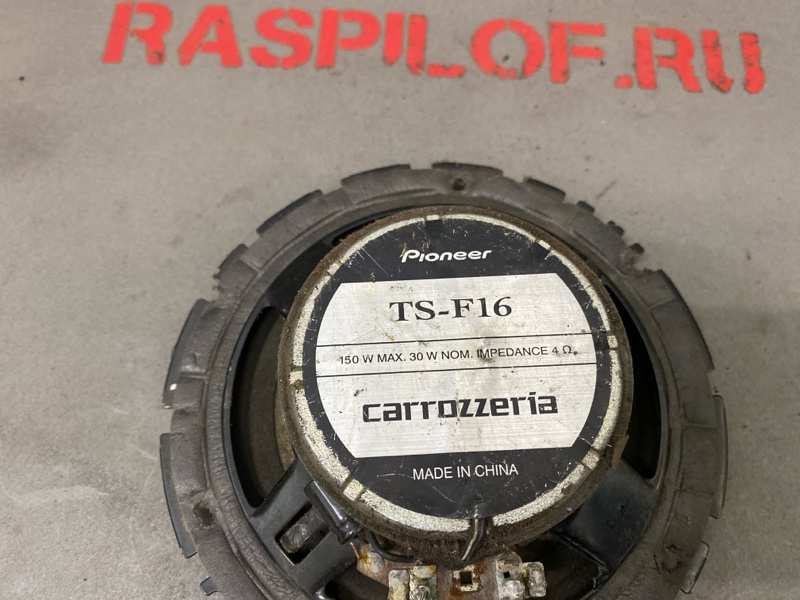 RASPILOF.RU
Pioneer
TS-F16
150 W MAX. 30 W NOM. IMPEDANCE 4 Ω
carrozzeria
MADE IN CHINA